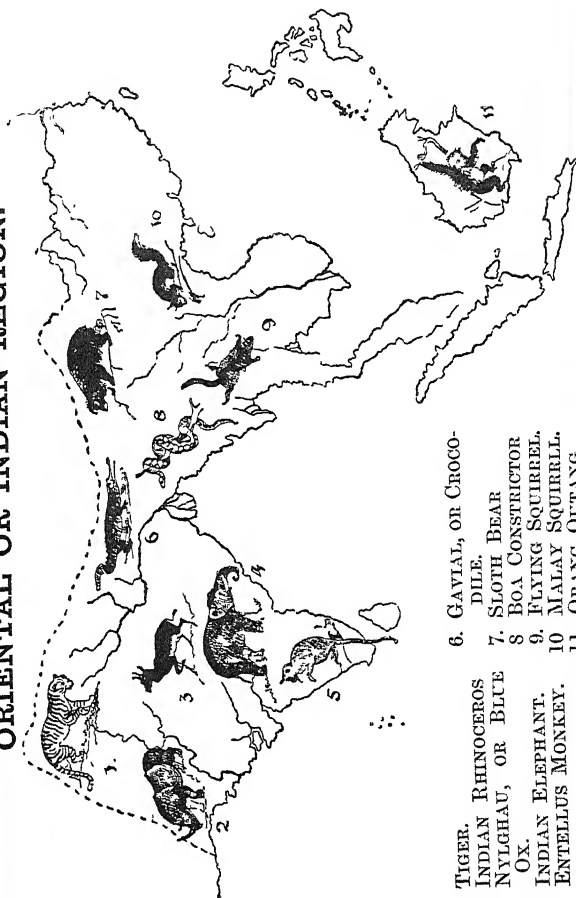 ORIENTAL OR INDIAN REGION.
1.
2
3
4
5
6
7
8
9
10
11
TIGER.
INDIAN RHINOCEROS
NYLGHAU, OR BLUE
OX.
INDIAN ELEPHANT.
ENTELLUS MONKEY.
6. GAVIAL, OR CROCO-
DILE.
7. SLOTH BEAR
8 BOA CONSTRICTOR
9. FLYING SQUIRREL.
10 MALAY SQUIRRLL.
11 ORANG OUTANG